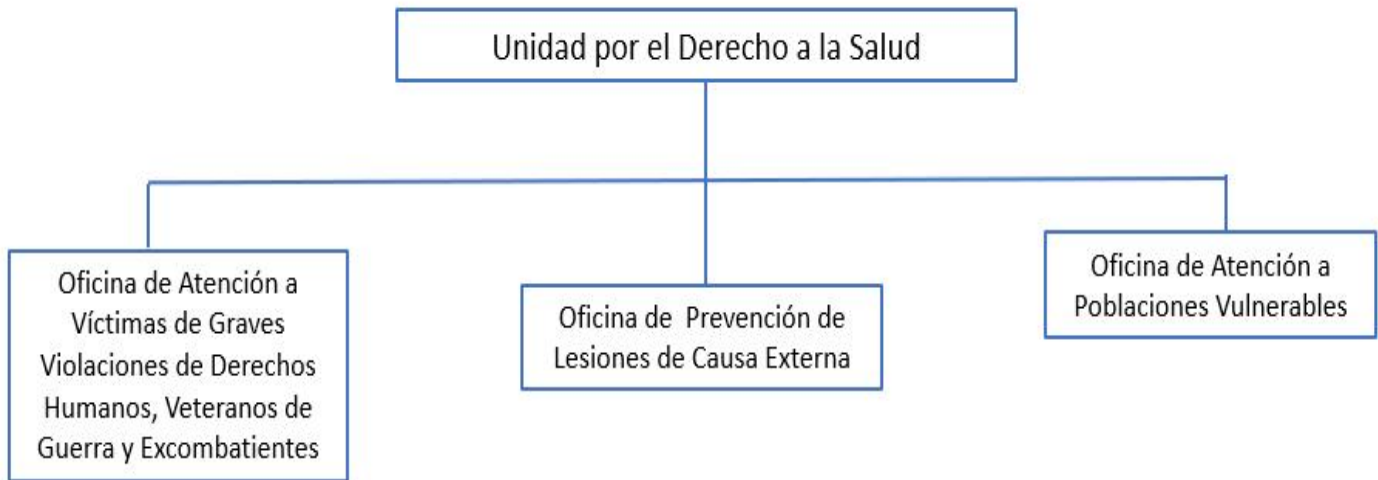 Unidad por el Derecho a la Salud
Oficina de Atención a
Víctimas de Graves
Violaciones de Derechos
Humanos, Veteranos de
Guerra y Excombatientes
Oficina de Prevención de
Lesiones de Causa Externa
Oficina de Atención a
Poblaciones Vulnerables